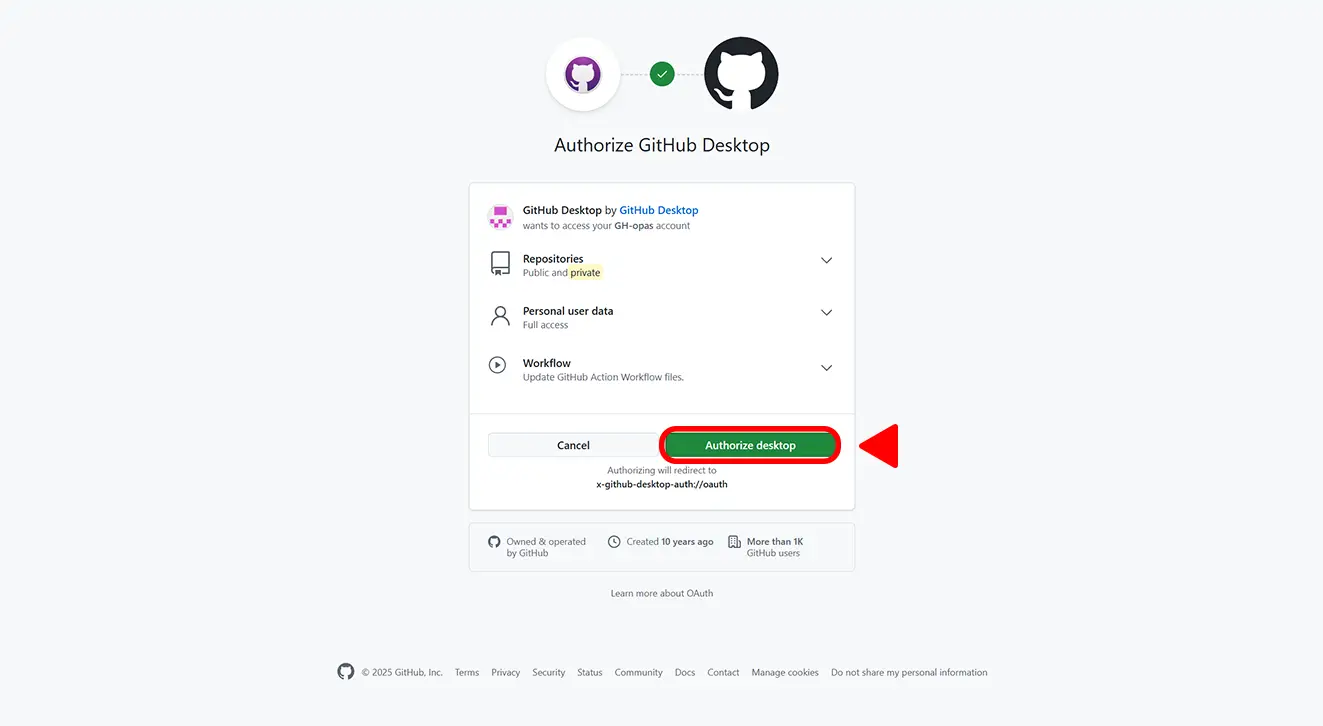 Authorize GitHub Desktop
GitHub Desktop by GitHub Desktop
wants to access your GH-opas account
Repositories
Public and private
Personal user data
Full access
Workflow
Update GitHub Action Workflow files.
Cancel
Authorize desktop
Authorizing will redirect to
x-github-desktop-auth://oauth
Owned & operated
by GitHub
Created 10 years ago
More than 1K
GitHub users
Learn more about OAuth
© 2025 GitHub, Inc. Terms Privacy Security Status Community Docs Contact Manage cookies Do not share my personal information